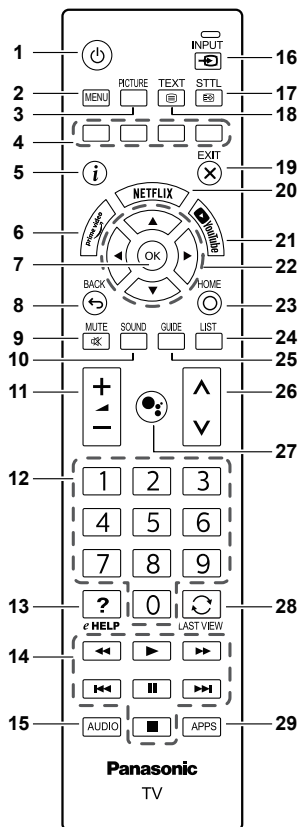 1
INPUT
16
2
MENU
PICTURE
TEXT
STTL
17
3
18
4
5
i
EXIT
19
NETFLIX
20
6
prime video
YouTube
21
7
OK
22
8
BACK
HOME
23
9
MUTE
SOUND
GUIDE
LIST
24
10
25
11
+
−
26
27
12
1 2 3
4 5 6
7 8 9
13
?
0
28
e HELP
LAST VIEW
14
15
AUDIO
APPS
29
Panasonic
TV